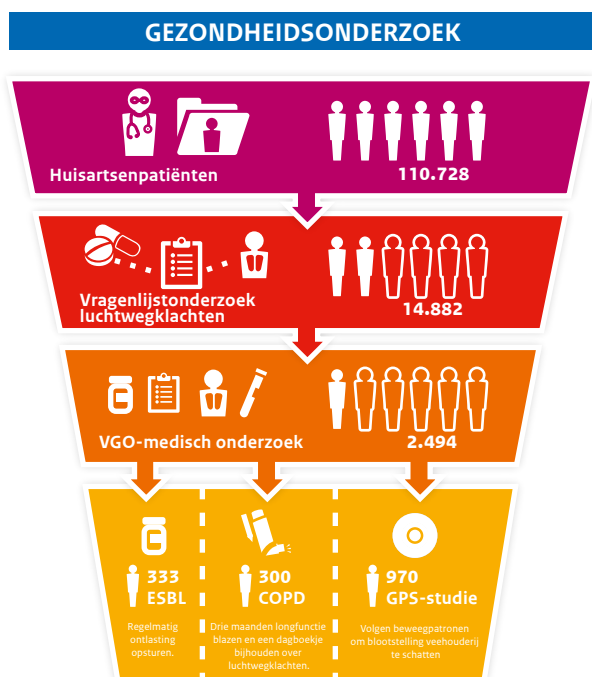 GEZONDHEIDSONDERZOEK
Huisartsenpatiënten
110.728
Vragenlijstonderzoek
luchtwegklachten
14.882
VGO-medisch onderzoek
2.494
333
ESBL
Regelmatig
ontlasting
opsturen.
300
COPD
Drie maanden longfunctie
blazen en een dagboekje
bijhouden over
luchtwegklachten.
970
GPS-studie
Volgen beweegpatronen
om blootstelling veehouderij
te schatten